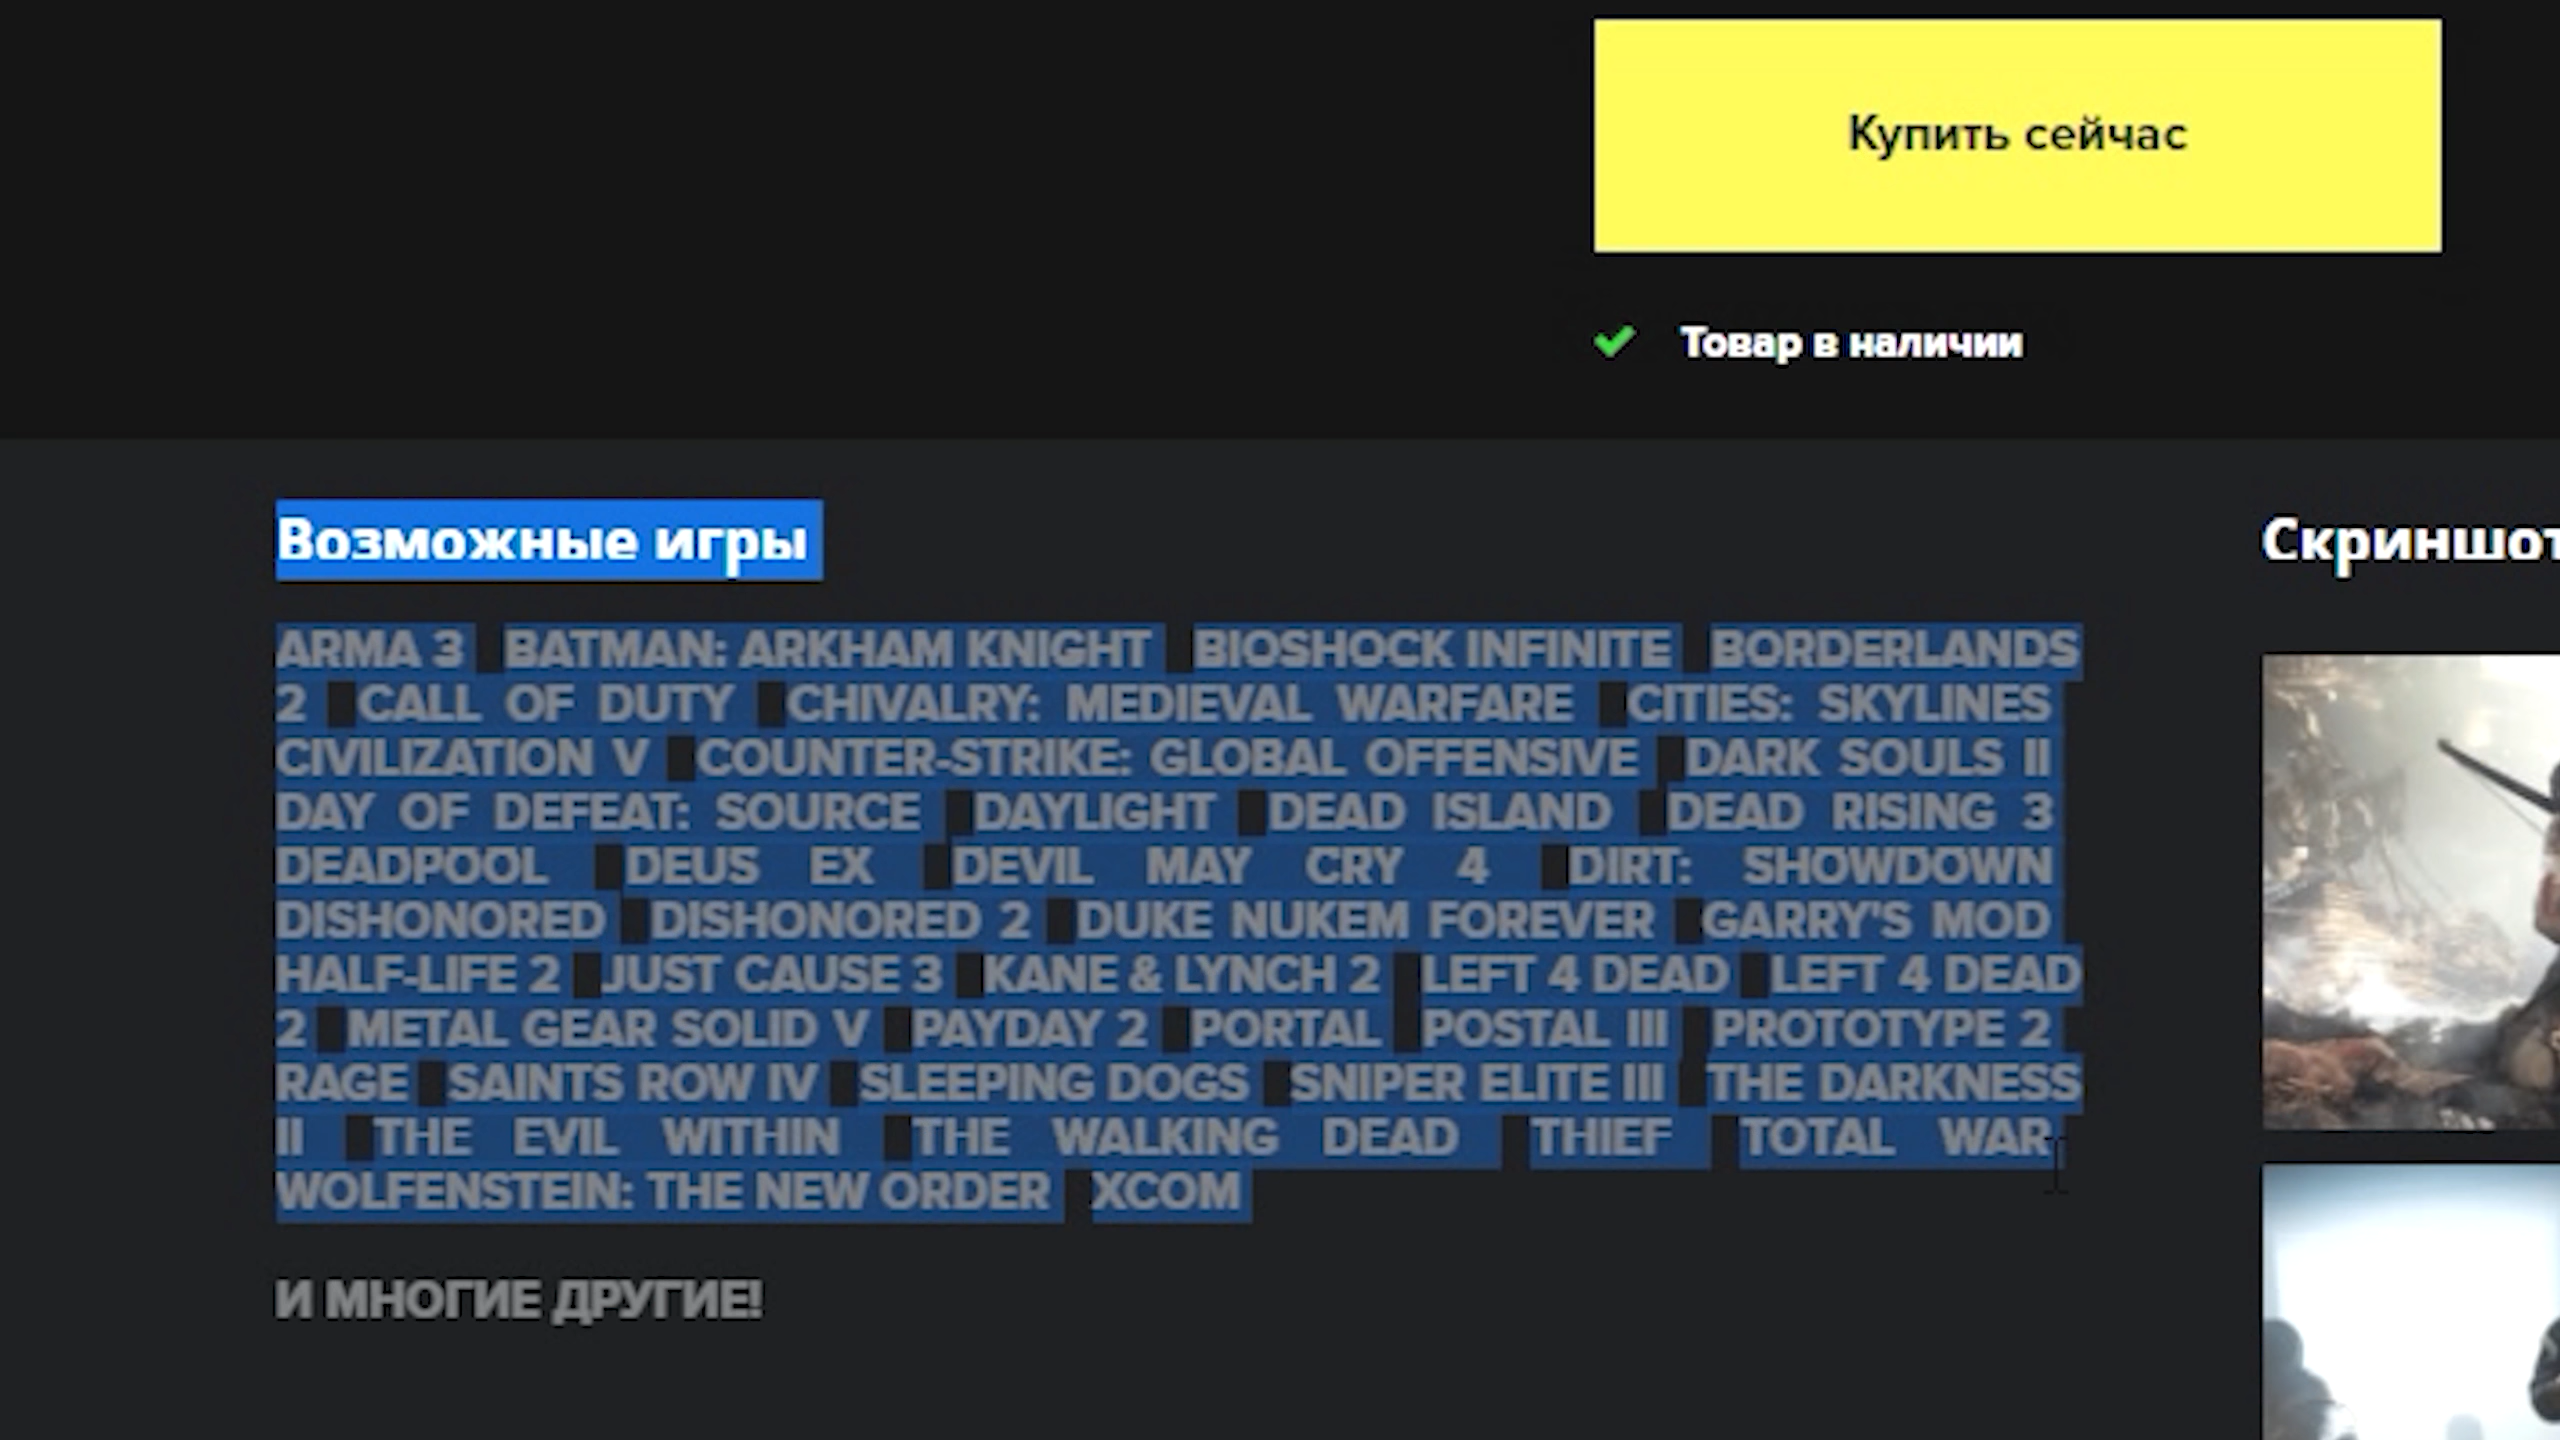 Купить сейчас
Товар в наличии
Возможные игры
ARMA 3 BATMAN: ARKHAM KNIGHT BIOSHOCK INFINITE BORDERLANDS
2 CALL OF DUTY CHIVALRY: MEDIEVAL WARFARE CITIES: SKYLINES
CIVILIZATION V COUNTER-STRIKE: GLOBAL OFFENSIVE DARK SOULS II
DAY OF DEFEAT: SOURCE DAYLIGHT DEAD ISLAND DEAD RISING 3
DEADPOOL DEUS EX DEVIL MAY CRY 4 DIRT: SHOWDOWN
DISHONORED DISHONORED 2 DUKE NUKEM FOREVER GARRY'S MOD
HALF-LIFE 2 JUST CAUSE 3 KANE & LYNCH 2 LEFT 4 DEAD LEFT 4 DEAD
2 METAL GEAR SOLID V PAYDAY 2 PORTAL POSTAL III PROTOTYPE 2
RAGE SAINTS ROW IV SLEEPING DOGS SNIPER ELITE III THE DARKNESS
II THE EVIL WITHIN THE WALKING DEAD THIEF TOTAL WAR
WOLFENSTEIN: THE NEW ORDER XCOM
И МНОГИЕ ДРУГИЕ!
Скриншот